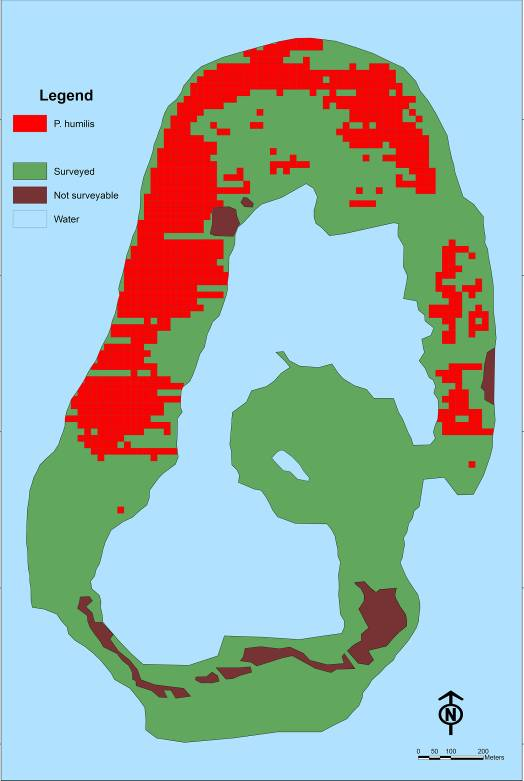 Legend
P. humilis
Surveyed
Not surveyable
Water
N
0 50 100 200
Meters